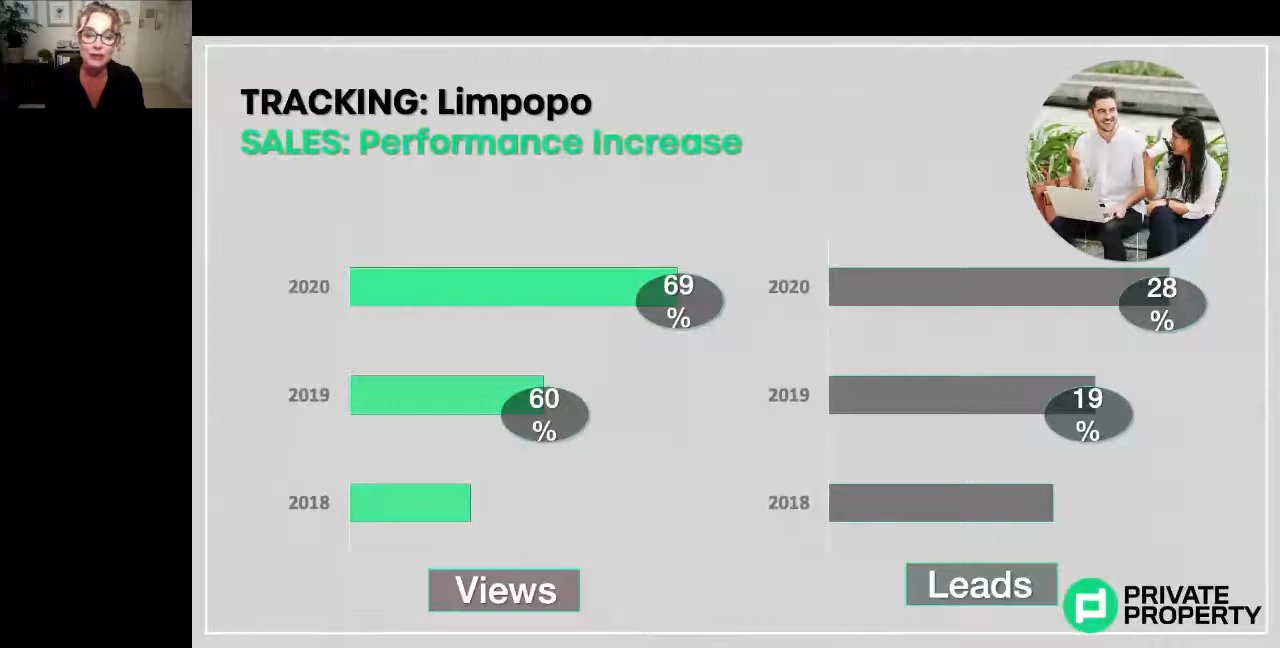 TRACKING: Limpopo
SALES: Performance Increase
2020
69
%
2019
60
%
2018
Views
2020
28
%
2019
19
%
2018
Leads
PRIVATE
PROPERTY